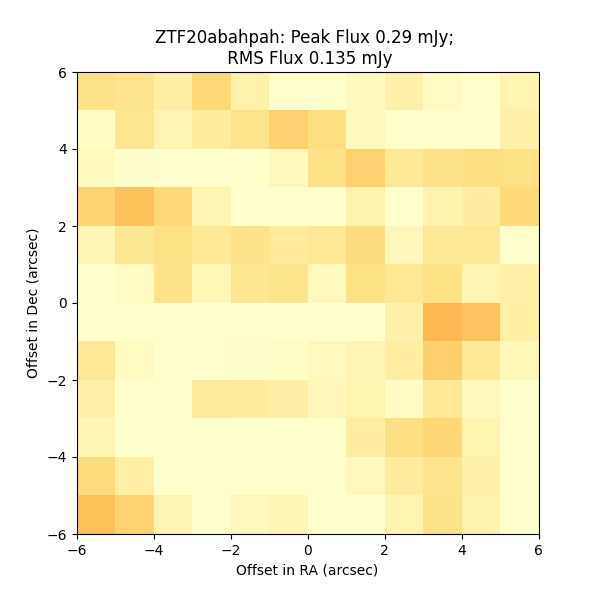 ZTF20abahpah: Peak Flux 0.29 mJy;
RMS Flux 0.135 mJy
6
4
2
0
−2
−4
−6
Offset in Dec (arcsec)
−6 −4 −2 0 2 4 6
Offset in RA (arcsec)